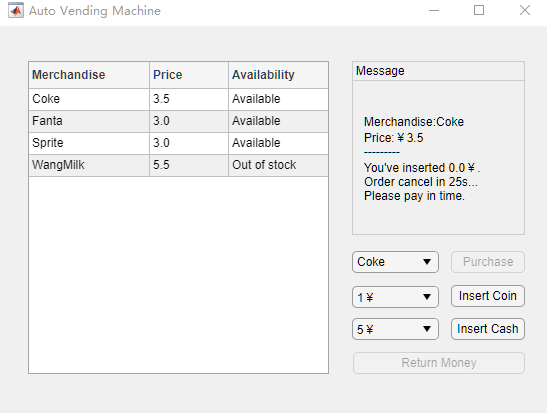 Auto Vending Machine
Merchandise Price Availability
Coke 3.5 Available
Fanta 3.0 Available
Sprite 3.0 Available
WangMilk 5.5 Out of stock
Message
Merchandise:Coke
Price: ¥ 3.5
---------
You've inserted 0.0 ¥ .
Order cancel in 25s...
Please pay in time.
Coke Purchase
1 ¥ Insert Coin
5 ¥ Insert Cash
Return Money